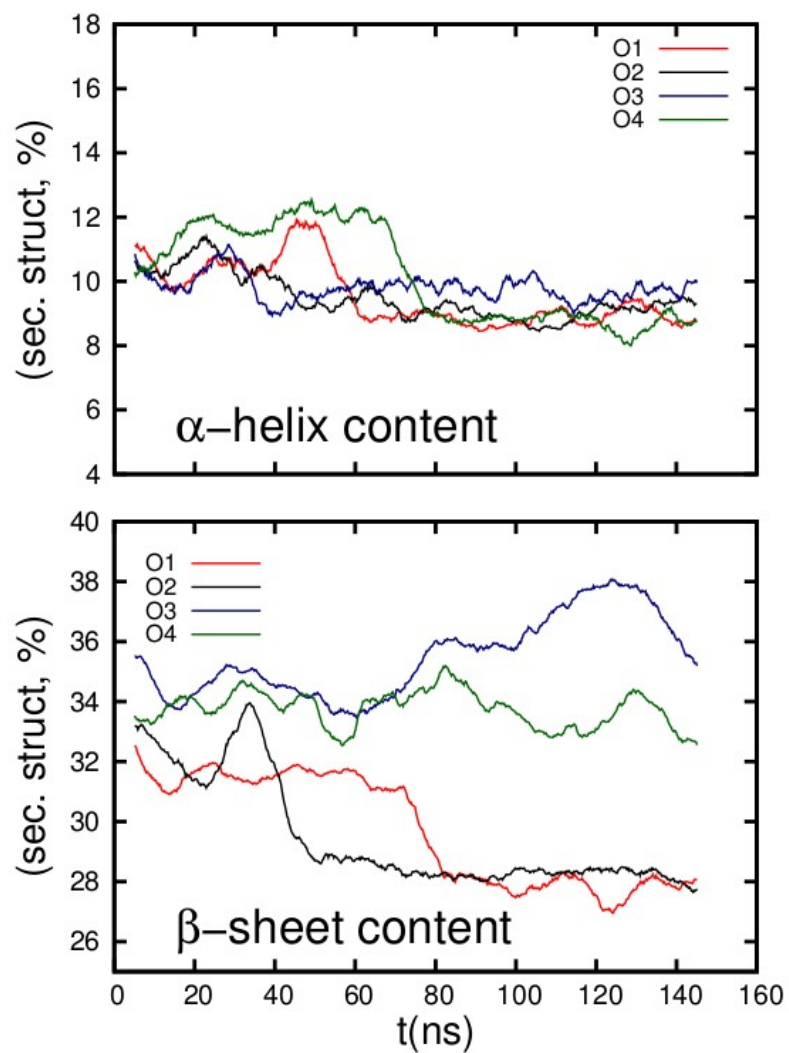 18
16
14
12
10
8
6
4
(sec. struct, %)
O1
O2
O3
O4
α−helix content
40
38
36
34
32
30
28
26
(sec. struct, %)
O1
O2
O3
O4
β−sheet content
0 20 40 60 80 100 120 140 160
t(ns)